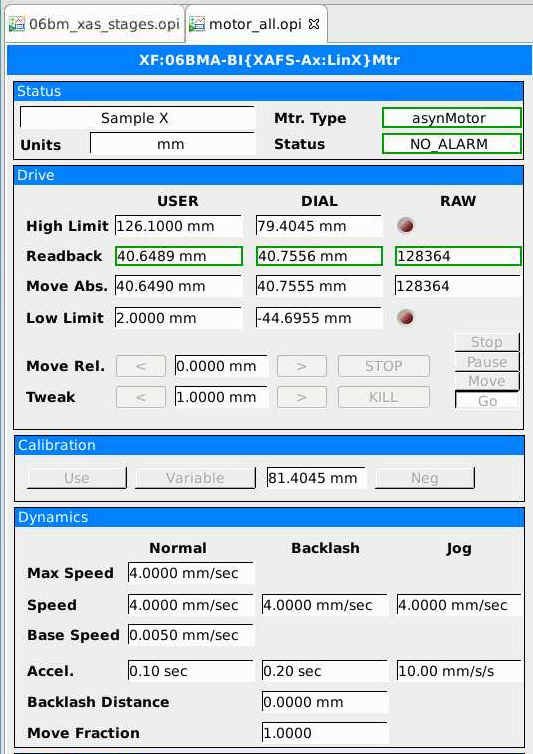 06bm_xas_stages.opi motor_all.opi
XF:06BMA-BI{XAFS-Ax:LinX}Mtr
Status
Sample X Mtr. Type asynMotor
Units mm Status NO_ALARM
Drive
USER DIAL RAW
High Limit 126.1000 mm 79.4045 mm
Readback 40.6489 mm 40.7556 mm 128364
Move Abs. 40.6490 mm 40.7555 mm 128364
Low Limit 2.0000 mm -44.6955 mm
Stop
Move Rel. < 0.0000 mm > STOP Pause
Move
Tweak < 1.0000 mm > KILL Go
Calibration
Use Variable 81.4045 mm Neg
Dynamics
Normal Backlash Jog
Max Speed 4.0000 mm/sec
Speed 4.0000 mm/sec 4.0000 mm/sec 4.0000 mm/sec
Base Speed 0.0050 mm/sec
Accel. 0.10 sec 0.20 sec 10.00 mm/s/s
Backlash Distance 0.0000 mm
Move Fraction 1.0000